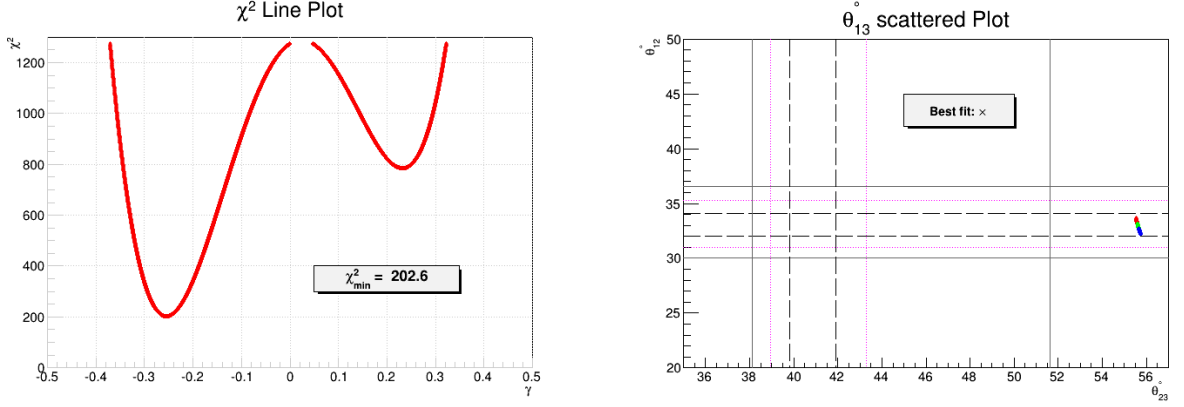 χ² Line Plot
χ²
1200
1000
800
600
400
200
0
χ²min = 202.6
-0.5 -0.4 -0.3 -0.2 -0.1 0 0.1 0.2 0.3 0.4 0.5
γ
θ°13 scattered Plot
θ°12
50
45
40
35
30
25
20
Best fit: ×
36 38 40 42 44 46 48 50 52 54 56
θ°23